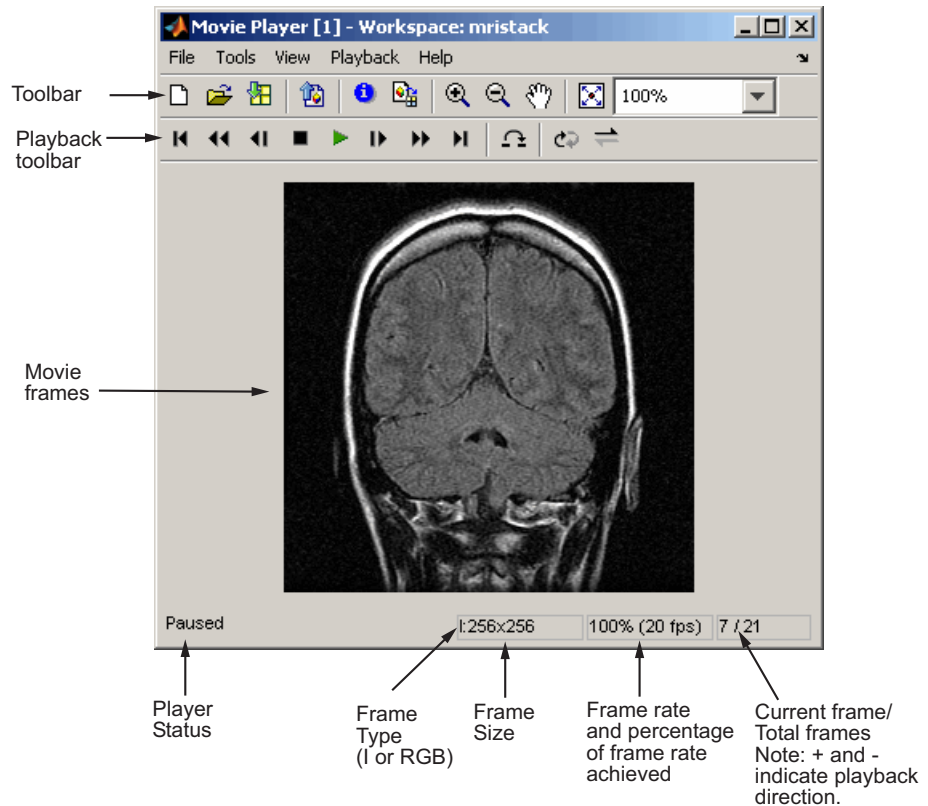 Movie Player [1] - Workspace: mristack
File Tools View Playback Help
Toolbar
100%
Playback
toolbar
Movie
frames
Paused
I:256x256
100% (20 fps)
7 / 21
Player
Status
Frame
Type
(I or RGB)
Frame
Size
Frame rate
and percentage
of frame rate
achieved
Current frame/
Total frames
Note: + and -
indicate playback
direction.